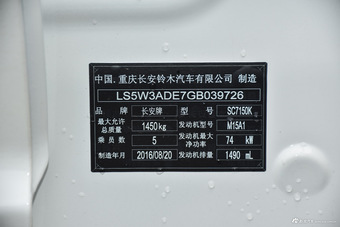 中国.重庆长安铃木汽车有限公司 制造
LS5W3ADE7GB039726
品牌 长安牌 型号 SC7150K
最大允许总质量 1450kg 发动机型号 M15A1
乘员数 5 发动机最大净功率 74 kW
制造年月 2016/08/20 发动机排量 1490 mL